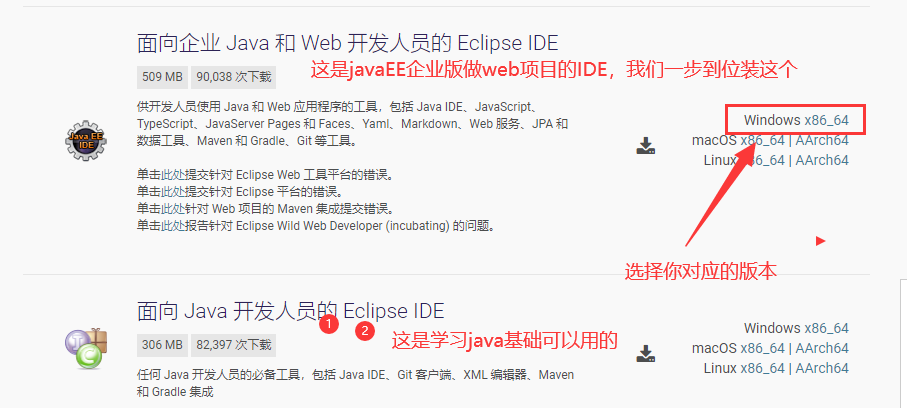 面向企业 Java 和 Web 开发人员的 Eclipse IDE
509 MB 90,038 次下载
这是javaEE企业版做web项目的IDE，我们一步到位装这个
供开发人员使用 Java 和 Web 应用程序的工具，包括 Java IDE、JavaScript、
TypeScript、JavaServer Pages 和 Faces、Yaml、Markdown、Web 服务、JPA 和
数据工具、Maven 和 Gradle、Git 等工具。
Java EE
IDE
Windows x86_64
macOS x86_64 | AArch64
Linux x86_64 | AArch64
单击此处提交针对 Eclipse Web 工具平台的错误。
单击此处提交针对 Eclipse 平台的错误。
单击此处针对 Web 项目的 Maven 集成提交错误。
单击此处报告针对 Eclipse Wild Web Developer (incubating) 的问题。
选择你对应的版本
面向 Java 开发人员的 Eclipse IDE
1 2
306 MB 82,397 次下载
这是学习java基础可以用的
任何 Java 开发人员的必备工具，包括 Java IDE、Git 客户端、XML 编辑器、Maven
和 Gradle 集成
J
C
Windows x86_64
macOS x86_64 | AArch64
Linux x86_64 | AArch64